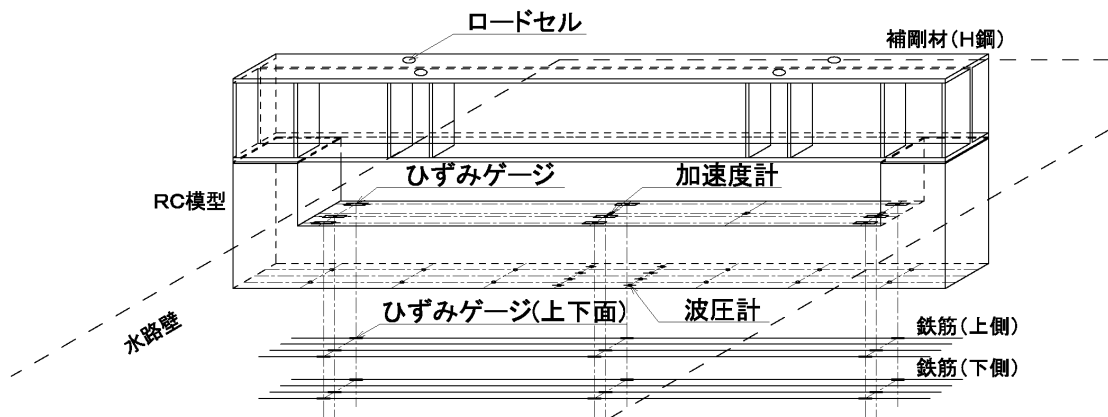 ロードセル
補剛材(H鋼)
ひずみゲージ
加速度計
RC模型
ひずみゲージ(上下面)
波圧計
水路壁
鉄筋(上側)
鉄筋(下側)